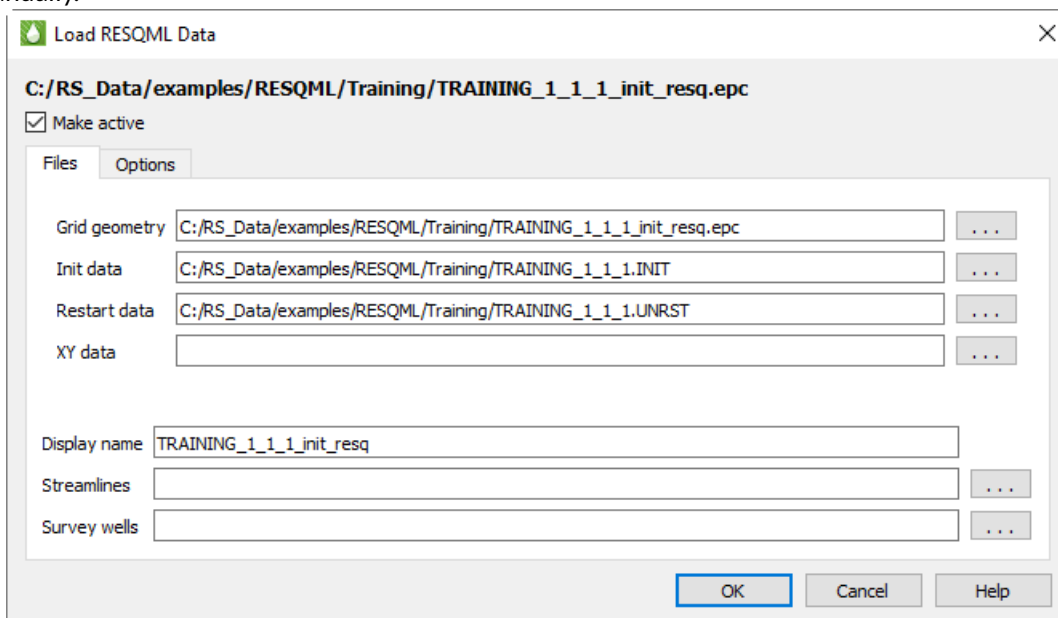 Load RESQML Data
C:/RS_Data/examples/RESQML/Training/TRAINING_1_1_1_init_resq.epc
Make active
Files Options
Grid geometry C:/RS_Data/examples/RESQML/Training/TRAINING_1_1_1_init_resq.epc ...
Init data C:/RS_Data/examples/RESQML/Training/TRAINING_1_1_1.INIT ...
Restart data C:/RS_Data/examples/RESQML/Training/TRAINING_1_1_1.UNRST ...
XY data ...
Display name TRAINING_1_1_1_init_resq
Streamlines ...
Survey wells ...
OK Cancel Help